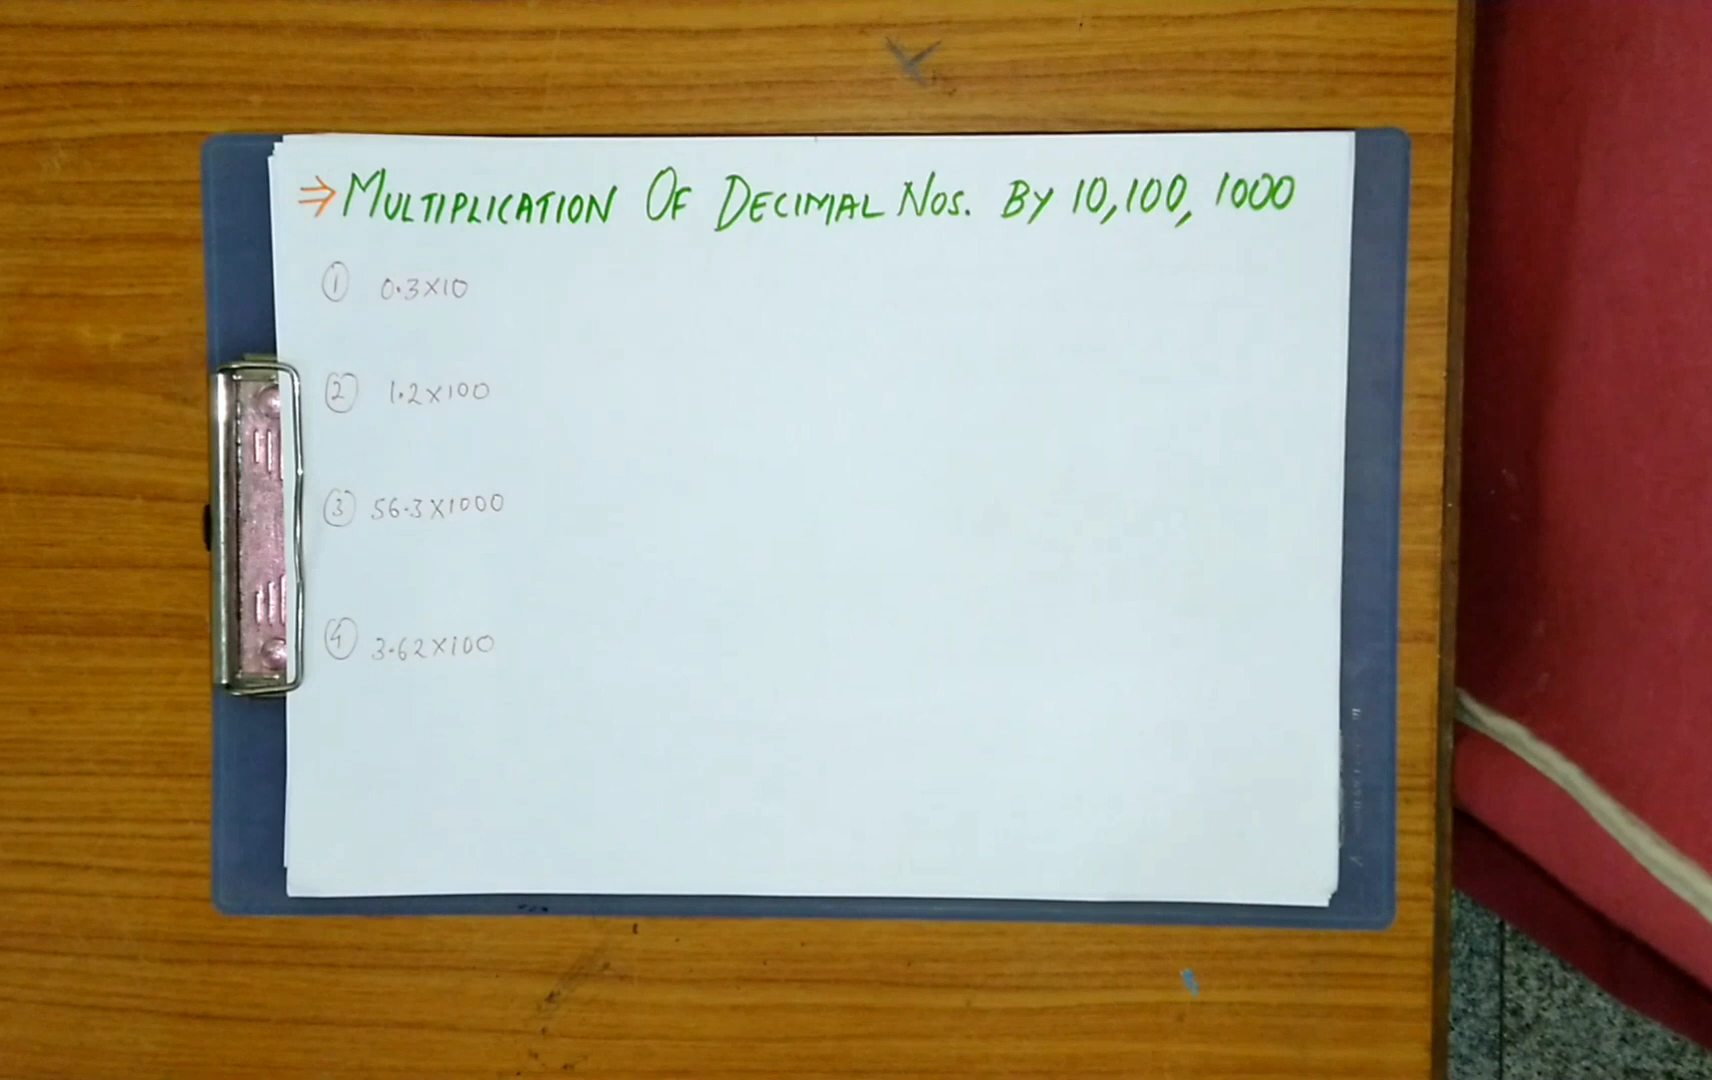 ⇒ MULTIPLICATION OF DECIMAL NOS. BY 10,100, 1000
① 0.3×10
② 1.2×100
③ 56.3×1000
④ 3.62×100